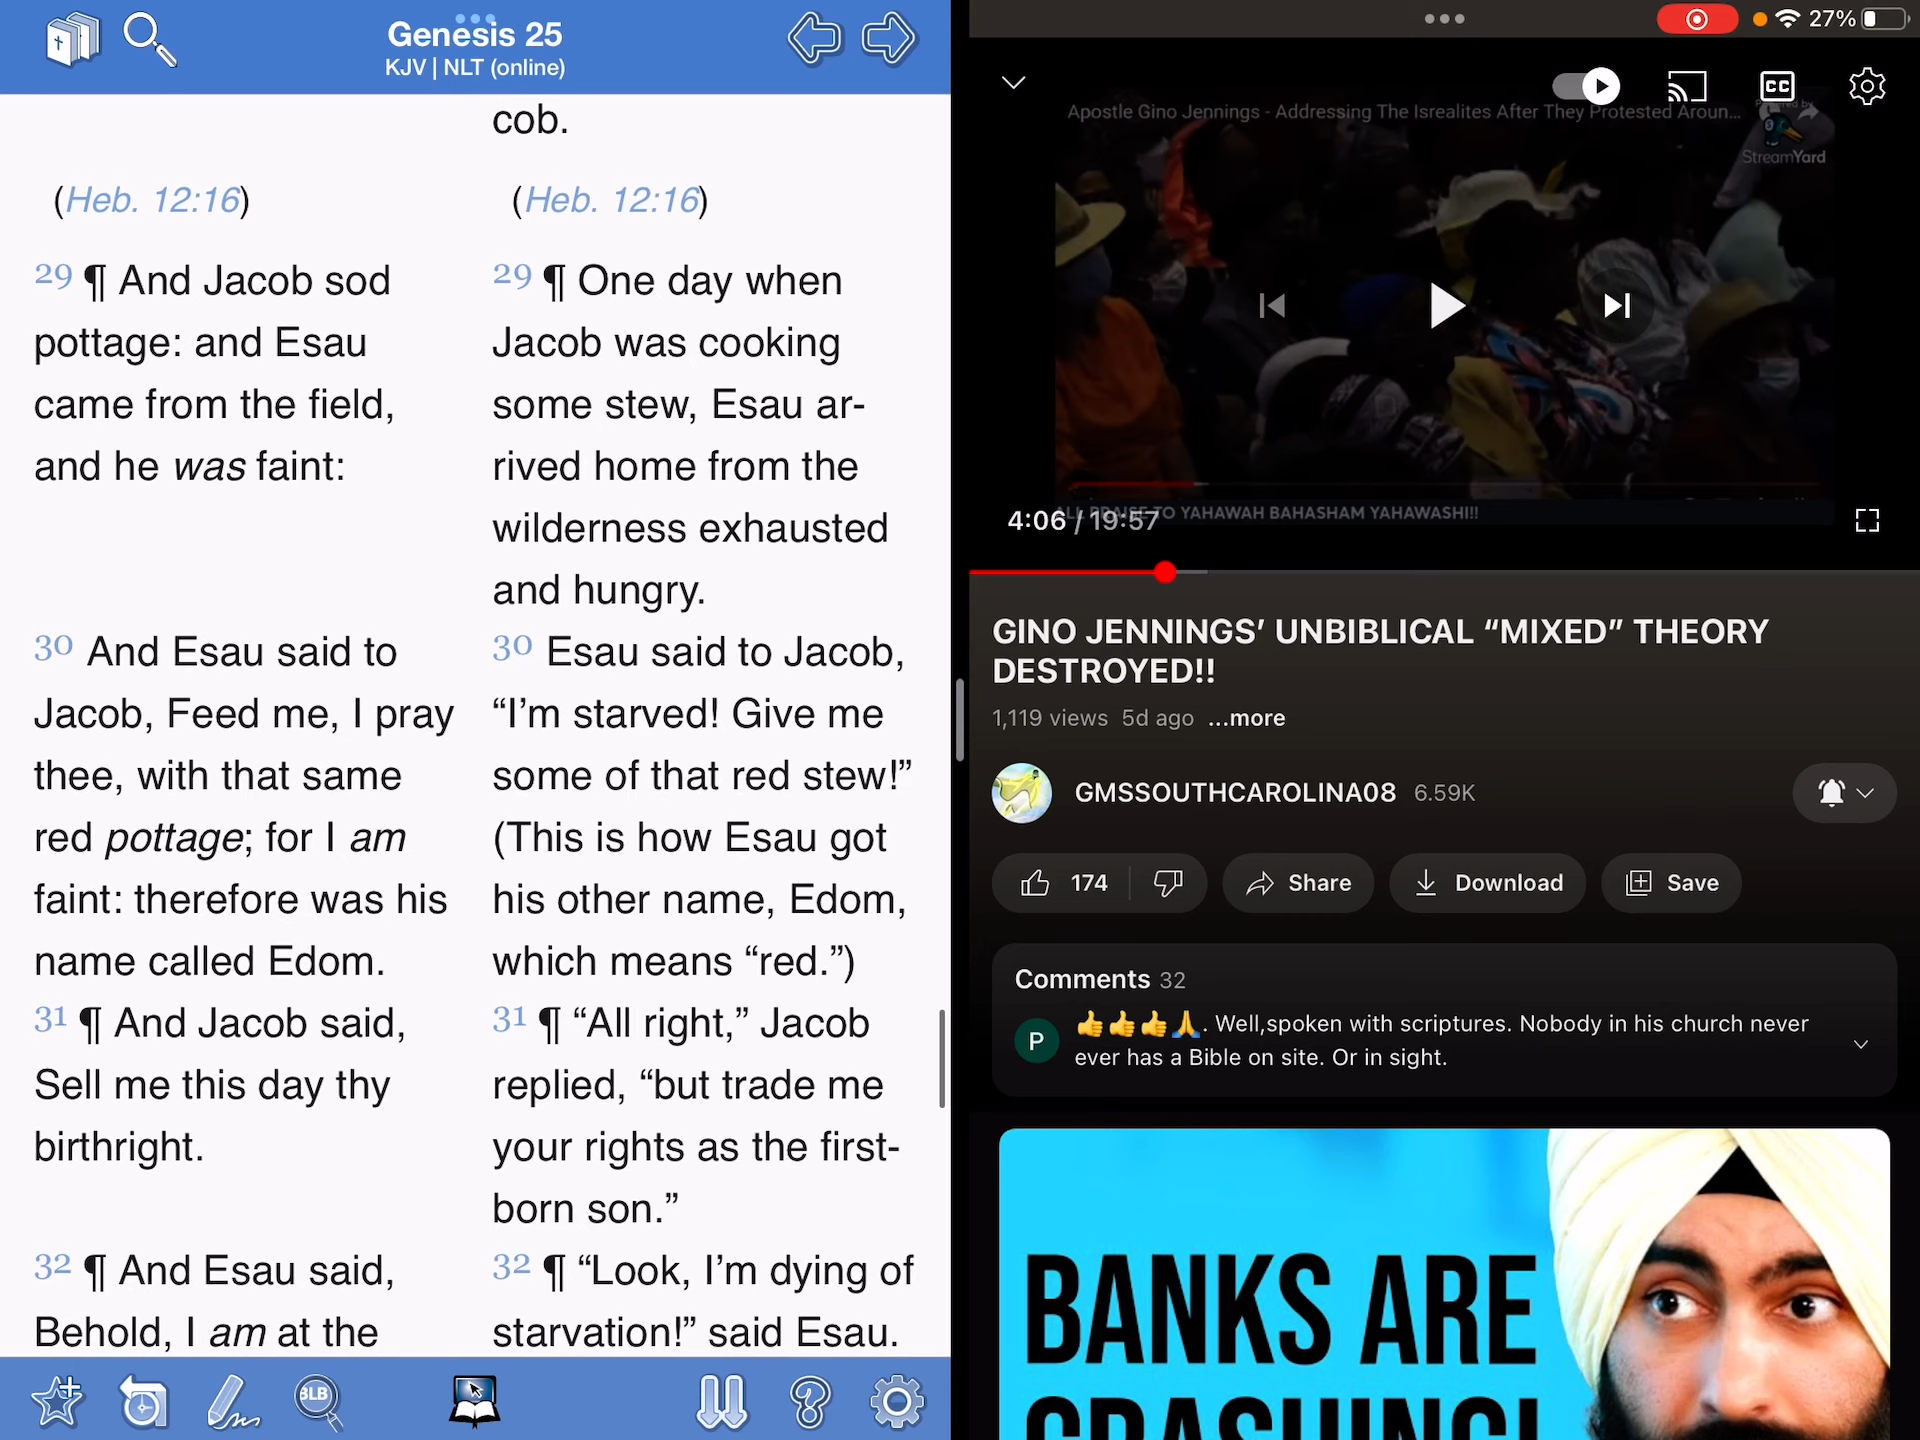 Genesis 25
KJV | NLT (online)
cob.
(Heb. 12:16)
(Heb. 12:16)
29 ¶ And Jacob sod
pottage: and Esau
came from the field,
and he was faint:
30 And Esau said to
Jacob, Feed me, I pray
thee, with that same
red pottage; for I am
faint: therefore was his
name called Edom.
31 ¶ And Jacob said,
Sell me this day thy
birthright.
32 ¶ And Esau said,
Behold, I am at the
29 ¶ One day when
Jacob was cooking
some stew, Esau ar-
rived home from the
wilderness exhausted
and hungry.
30 Esau said to Jacob,
“I’m starved! Give me
some of that red stew!”
(This is how Esau got
his other name, Edom,
which means “red.”)
31 ¶ “All right,” Jacob
replied, “but trade me
your rights as the first-
born son.”
32 ¶ “Look, I’m dying of
starvation!” said Esau.
BLB
27%
CC
Apostle Gino Jennings - Addressing The Isrealites After They Protested Aroun...
Powered by
StreamYard
ALL PRAISE TO YAHAWAH BAHASHAM YAHAWASHI!!
4:06 / 19:57
GINO JENNINGS’ UNBIBLICAL “MIXED” THEORY
DESTROYED!!
1,119 views 5d ago ...more
GMSSOUTHCAROLINA08 6.59K
174
Share
Download
Save
Comments 32
P
👍👍👍🙏. Well,spoken with scriptures. Nobody in his church never
ever has a Bible on site. Or in sight.
BANKS ARE
CRASHING!